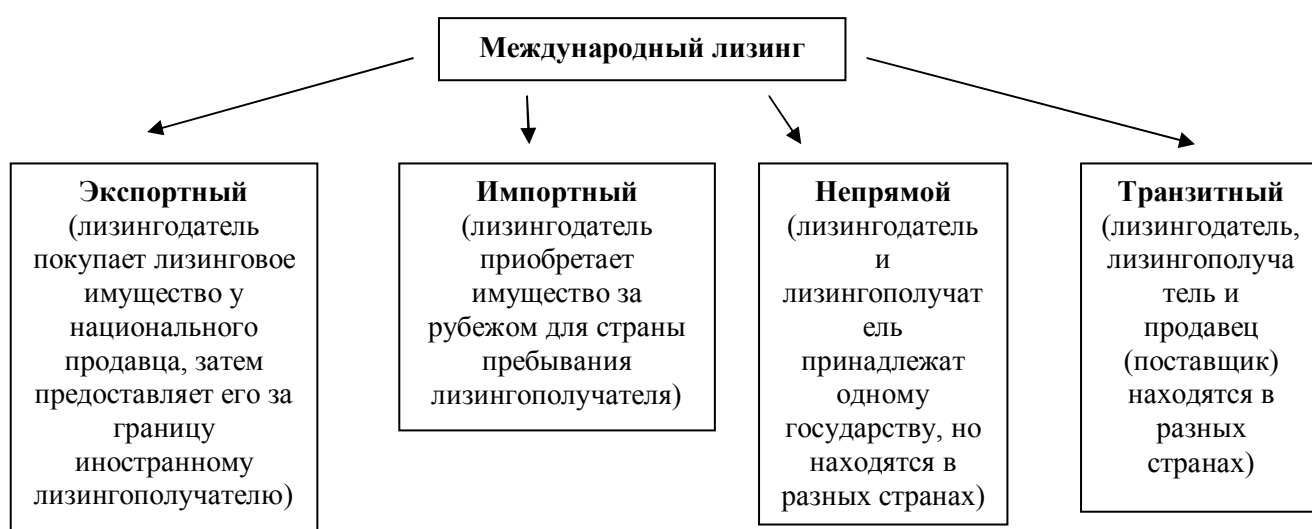 Международный лизинг
Экспортный
(лизингодатель
покупает лизинговое
имущество у
национального
продавца, затем
предоставляет его за
границу
иностранному
лизингополучателю)
Импортный
(лизингодатель
приобретает
имущество за
рубежом для страны
пребывания
лизингополучателя)
Непрямой
(лизингодатель
и
лизингополучат
ель
принадлежат
одному
государству, но
находятся в
разных странах)
Транзитный
(лизингодатель,
лизингополуча
тель и
продавец
(поставщик)
находятся в
разных
странах)